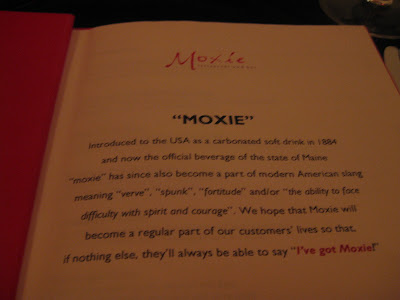 Moxie
"MOXIE"
Introduced to the USA as a carbonated soft drink in 1884
and now the official beverage of the state of Maine
"moxie" has since also become a part of modern American slang
meaning "verve", "spunk", "fortitude" and/or "the ability to face
difficulty with spirit and courage". We hope that Moxie will
become a regular part of our customers' lives so that,
if nothing else, they'll always be able to say "I've got Moxie!"